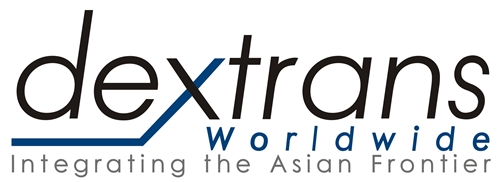 dextrans
Worldwide
Integrating the Asian Frontier